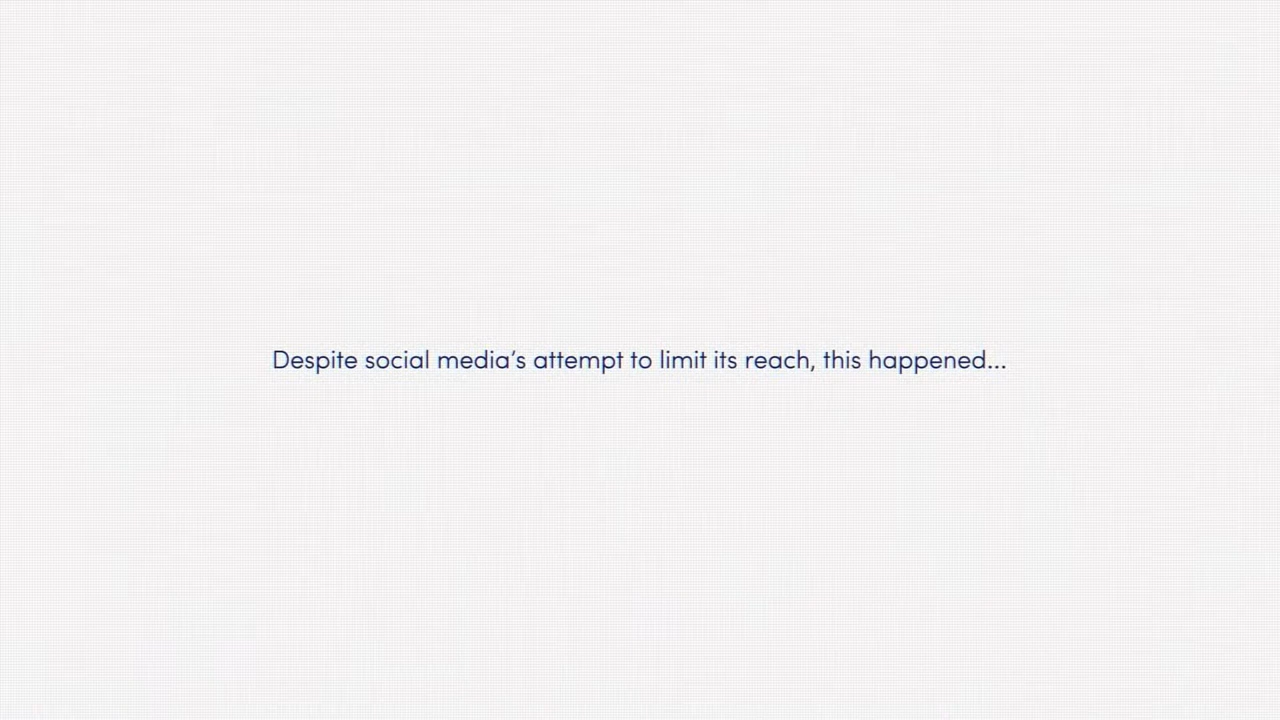 Despite social media’s attempt to limit its reach, this happened...